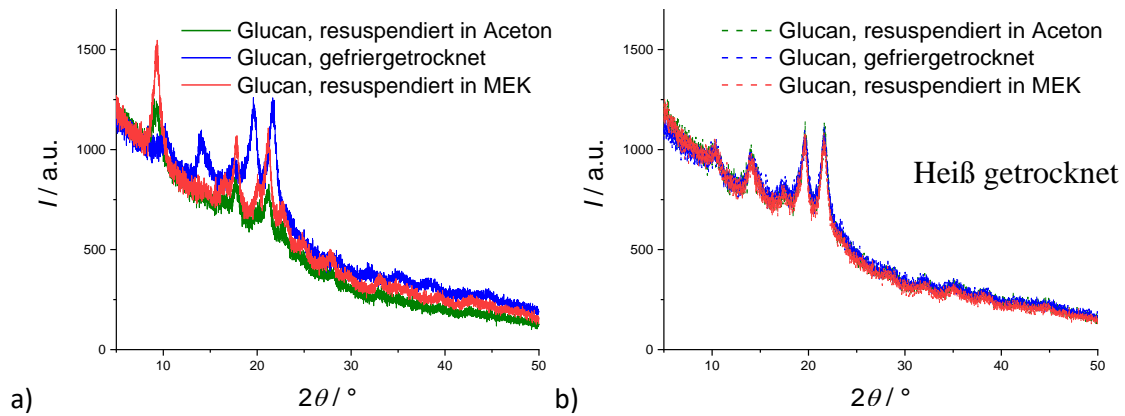 Glucan, resuspendiert in Aceton
Glucan, gefriergetrocknet
Glucan, resuspendiert in MEK
1500
1000
500
0
I / a.u.
10 20 30 40 50
2θ / °
a)
Glucan, resuspendiert in Aceton
Glucan, gefriergetrocknet
Glucan, resuspendiert in MEK
Heiß getrocknet
1500
1000
500
0
I / a.u.
10 20 30 40 50
2θ / °
b)